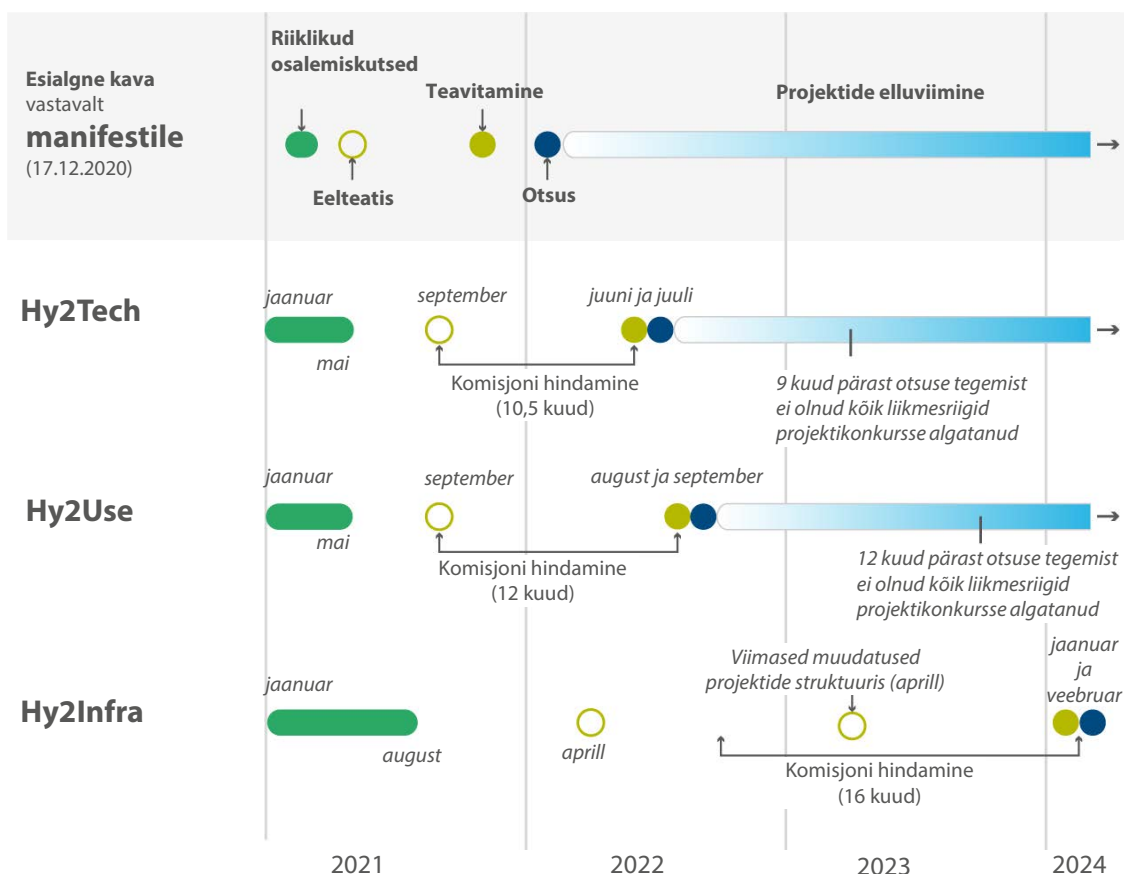 Esialgne kava
vastavalt
manifestile
(17.12.2020)
Riiklikud
osalemiskutsed
Teavitamine
Projektide elluviimine
Eelteatis
Otsus
Hy2Tech
jaanuar
mai
september
juuni ja juuli
Komisjoni hindamine
(10,5 kuud)
9 kuud pärast otsuse tegemist
ei olnud kõik liikmesriigid
projektikonkursse algatanud
Hy2Use
jaanuar
mai
september
august ja september
Komisjoni hindamine
(12 kuud)
12 kuud pärast otsuse tegemist
ei olnud kõik liikmesriigid
projektikonkursse algatanud
Hy2Infra
jaanuar
august
aprill
Viimased muudatused
projektide struktuuris (aprill)
jaanuar
ja
veebruar
Komisjoni hindamine
(16 kuud)
2021
2022
2023
2024